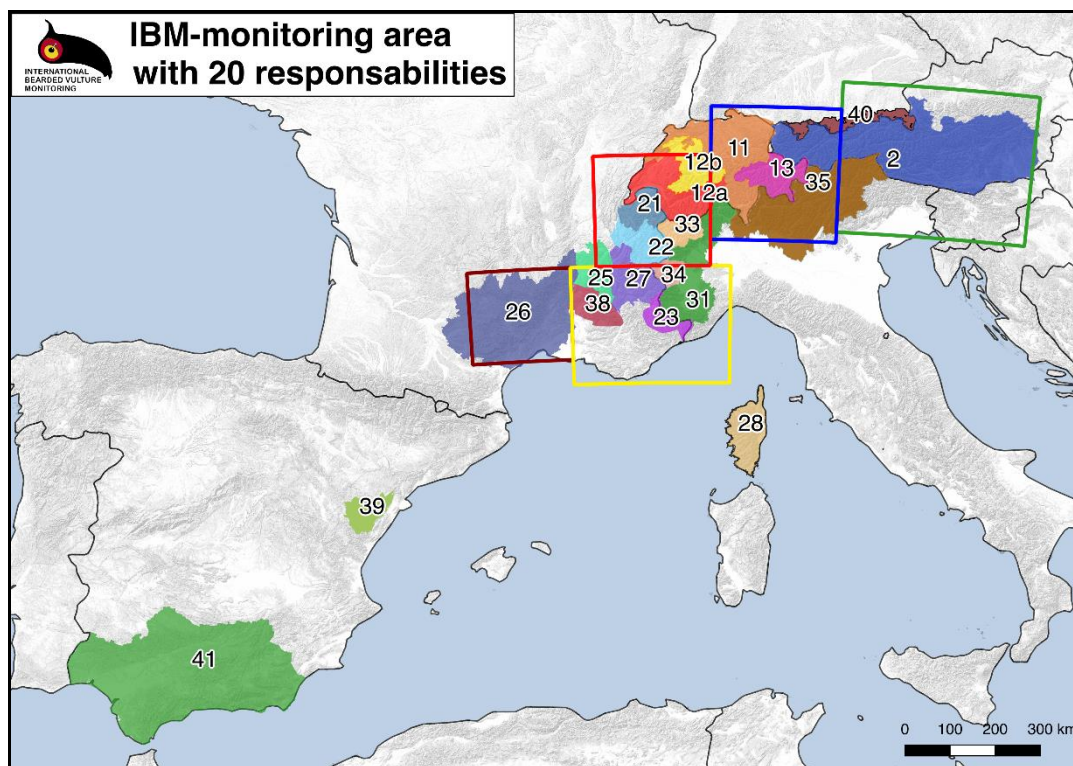 IBM-monitoring area
with 20 responsabilities
INTERNATIONAL
BEARDED VULTURE
MONITORING
40
11
2
12b
13
35
12a
21
33
22
25
27
34
31
26
38
23
28
39
41
0 100 200 300 km